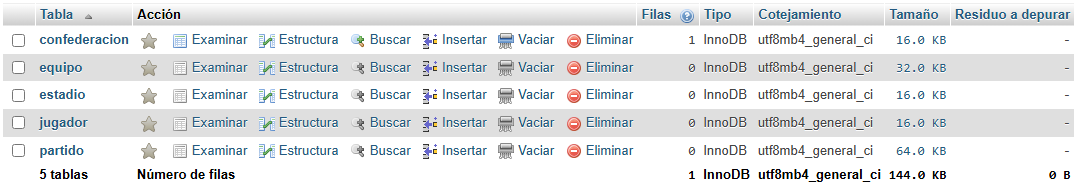 Tabla Acción Filas Tipo Cotejamiento Tamaño Residuo a depurar
confederacion Examinar Estructura Buscar Insertar Vaciar Eliminar 1 InnoDB utf8mb4_general_ci 16.0 KB -
equipo Examinar Estructura Buscar Insertar Vaciar Eliminar 0 InnoDB utf8mb4_general_ci 32.0 KB -
estadio Examinar Estructura Buscar Insertar Vaciar Eliminar 0 InnoDB utf8mb4_general_ci 16.0 KB -
jugador Examinar Estructura Buscar Insertar Vaciar Eliminar 0 InnoDB utf8mb4_general_ci 16.0 KB -
partido Examinar Estructura Buscar Insertar Vaciar Eliminar 0 InnoDB utf8mb4_general_ci 64.0 KB -
5 tablas Número de filas 1 InnoDB utf8mb4_general_ci 144.0 KB 0 B